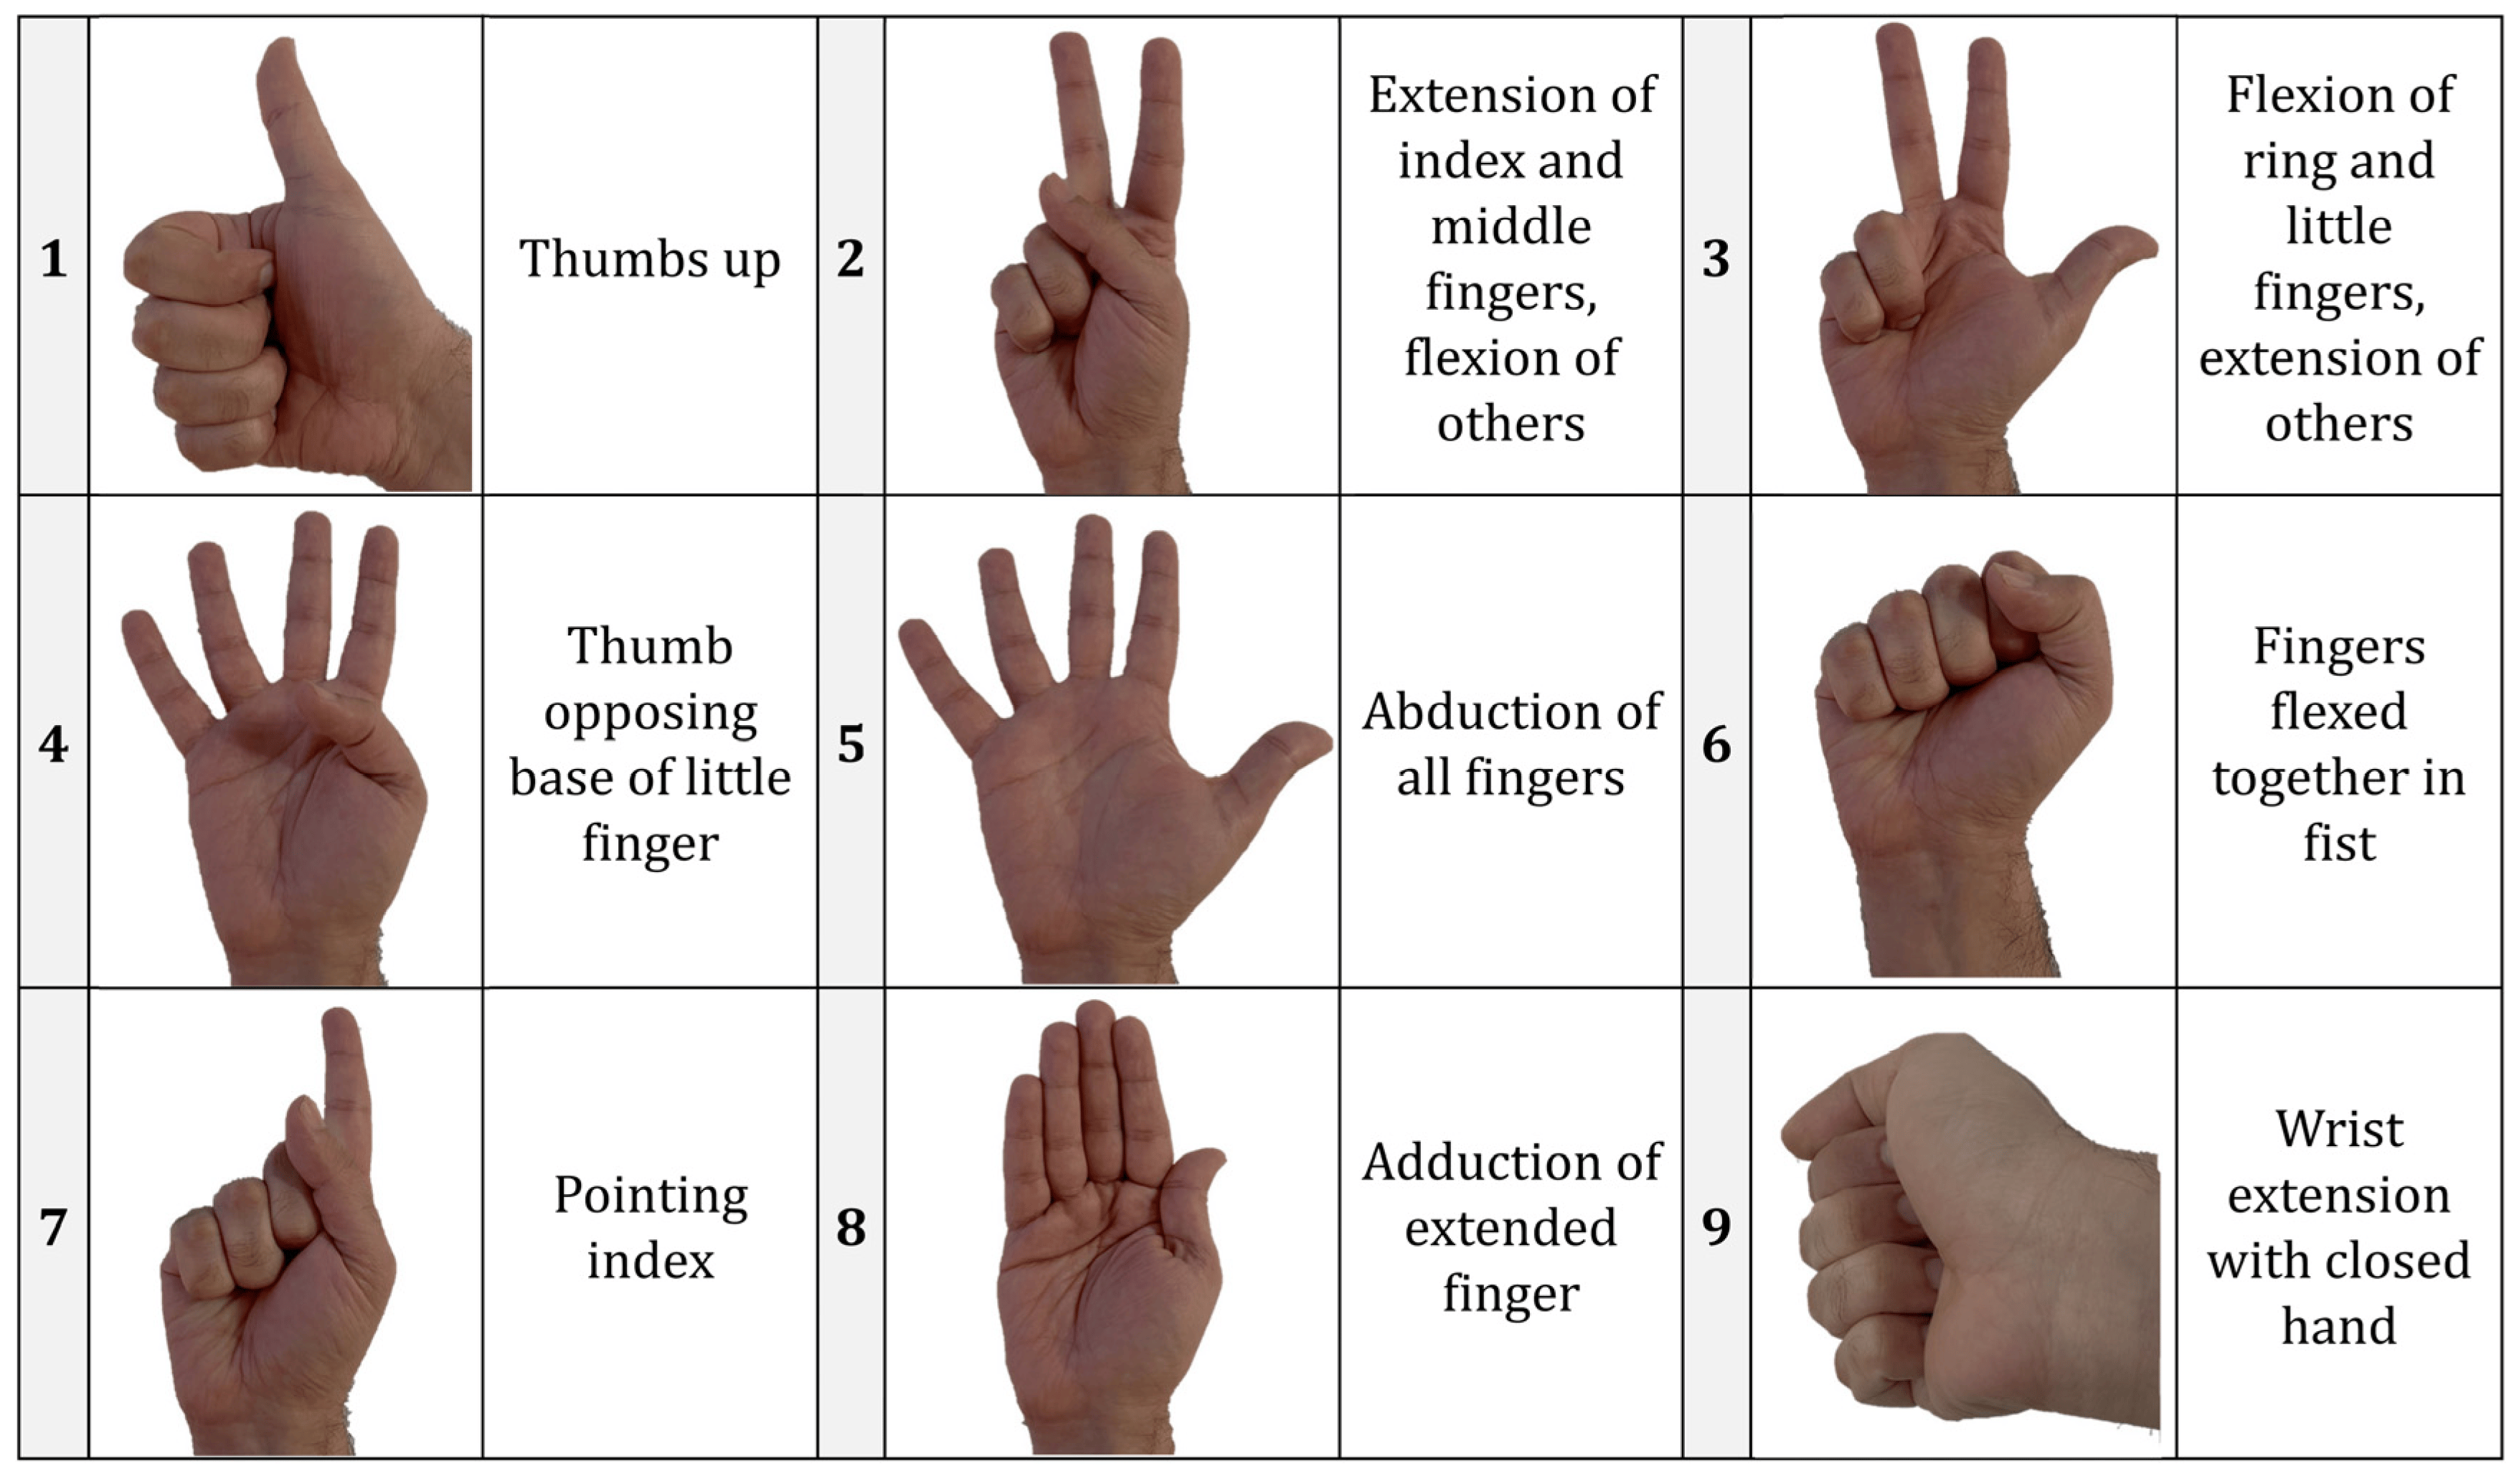 1
Thumbs up
2
Extension of
index and
middle
fingers,
flexion of
others
3
Flexion of
ring and
little
fingers,
extension of
others
4
Thumb
opposing
base of little
finger
5
Abduction of
all fingers
6
Fingers
flexed
together in
fist
7
Pointing
index
8
Adduction of
extended
finger
9
Wrist
extension
with closed
hand